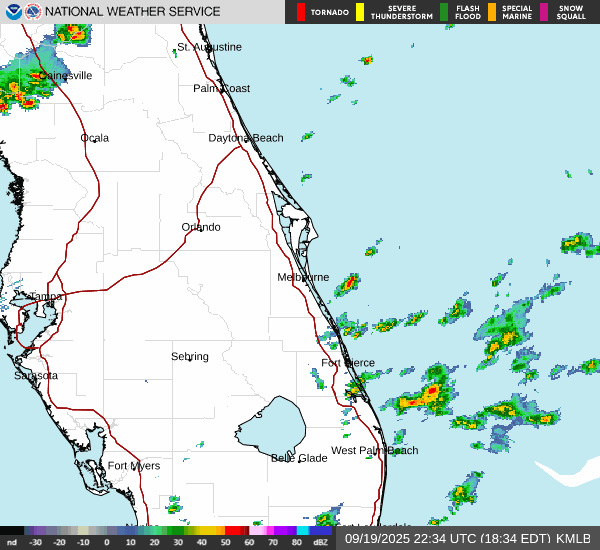 NATIONAL WEATHER SERVICE
TORNADO
SEVERE
THUNDERSTORM
FLASH
FLOOD
SPECIAL
MARINE
SNOW
SQUALL
St. Augustine
Gainesville
Palm Coast
Ocala
Daytona Beach
Orlando
Melbourne
Tampa
Sebring
Fort Pierce
Sarasota
West Palm Beach
Belle Glade
Fort Myers
nd -30 -20 -10 0 10 20 30 40 50 60 70 80 dBZ
09/19/2025 22:34 UTC (18:34 EDT) KMLB